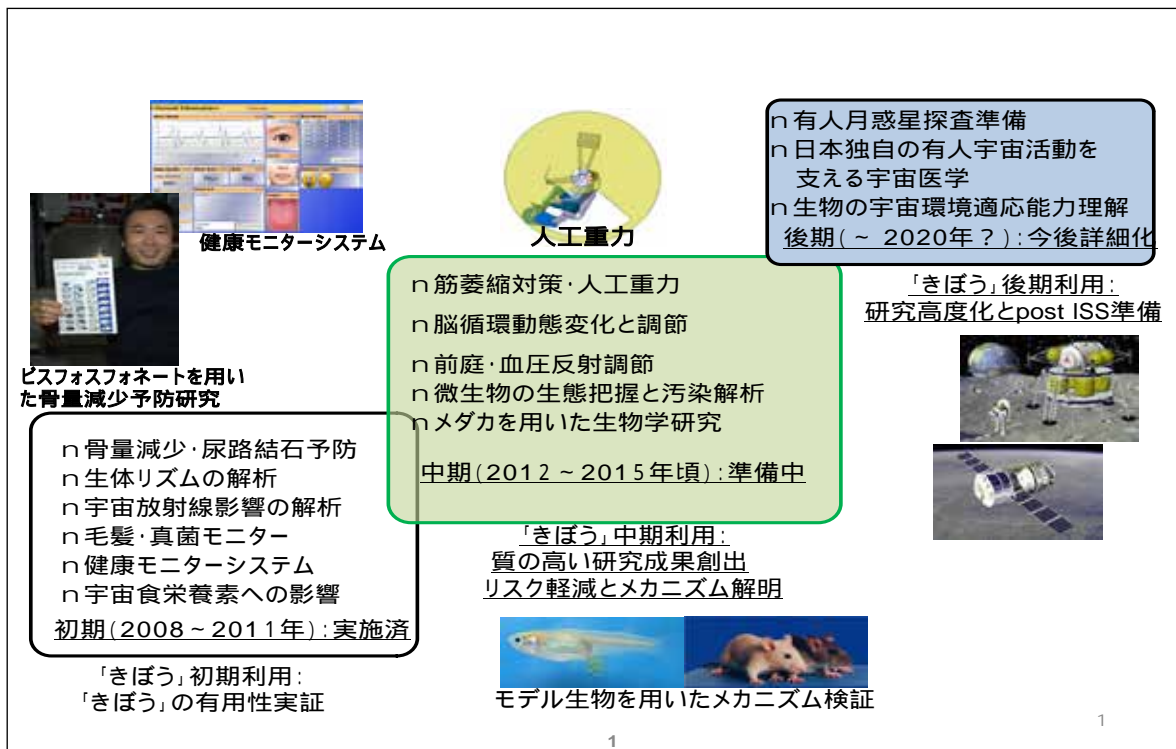 健康モニターシステム
ビスフォスフォネートを用い
た骨量減少予防研究
n 骨量減少・尿路結石予防
n 生体リズムの解析
n 宇宙放射線影響の解析
n 毛髪・真菌モニター
n 健康モニターシステム
n 宇宙食栄養素への影響
初期(2008~2011年):実施済
「きぼう」初期利用:
「きぼう」の有用性実証
人工重力
n 筋萎縮対策・人工重力
n 脳循環動態変化と調節
n 前庭・血圧反射調節
n 微生物の生態把握と汚染解析
n メダカを用いた生物学研究
中期(2012~2015年頃):準備中
「きぼう」中期利用:
質の高い研究成果創出
リスク軽減とメカニズム解明
モデル生物を用いたメカニズム検証
n 有人月惑星探査準備
n 日本独自の有人宇宙活動を
支える宇宙医学
n 生物の宇宙環境適応能力理解
後期(~ 2020年?):今後詳細化
「きぼう」後期利用:
研究高度化とpost ISS準備
1
1